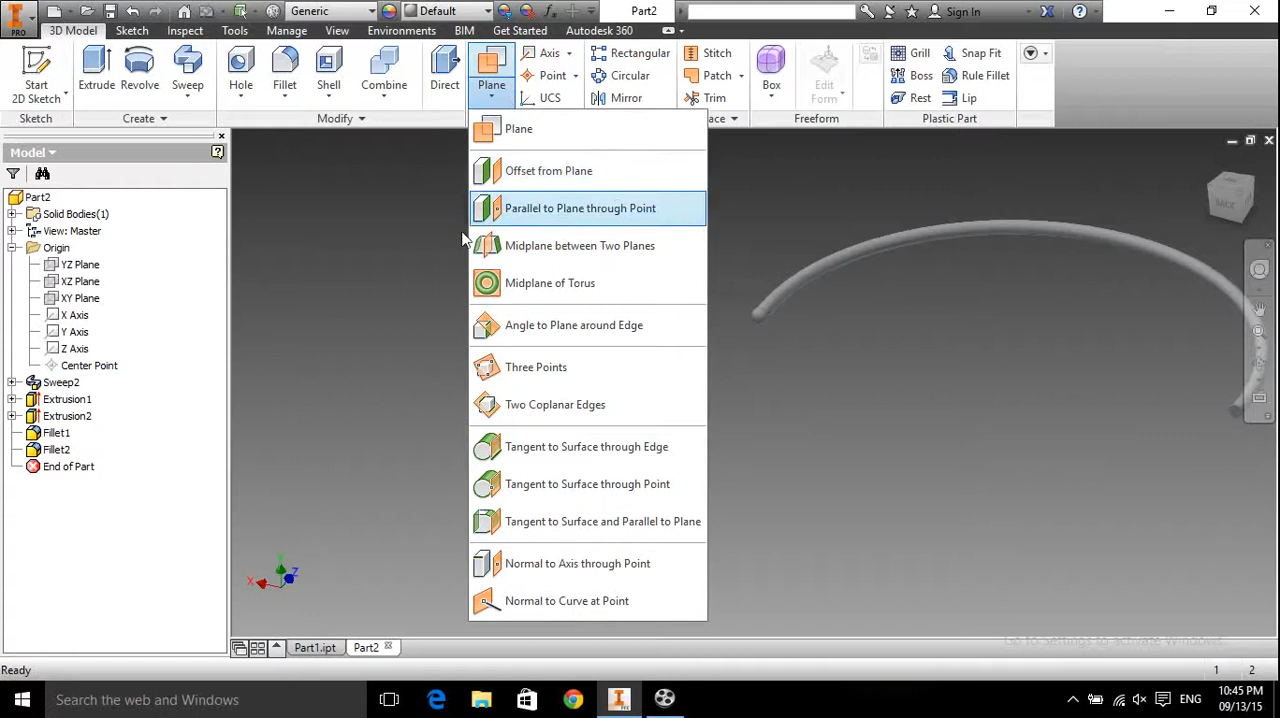 PRO
Generic
Default
Part2
Sign In
3D Model Sketch Inspect Tools Manage View Environments BIM Get Started Autodesk 360
Start
2D Sketch
Extrude
Revolve
Sweep
Hole
Fillet
Shell
Combine
Direct
Plane
Axis
Point
UCS
Rectangular
Circular
Mirror
Stitch
Patch
Trim
Box
Edit
Form
Grill
Boss
Rest
Snap Fit
Rule Fillet
Lip
Sketch
Create
Modify
Freeform
Plastic Part
Plane
Offset from Plane
Parallel to Plane through Point
Midplane between Two Planes
Midplane of Torus
Angle to Plane around Edge
Three Points
Two Coplanar Edges
Tangent to Surface through Edge
Tangent to Surface through Point
Tangent to Surface and Parallel to Plane
Normal to Axis through Point
Normal to Curve at Point
Model
Part2
Solid Bodies(1)
View: Master
Origin
YZ Plane
XZ Plane
XY Plane
X Axis
Y Axis
Z Axis
Center Point
Sweep2
Extrusion1
Extrusion2
Fillet1
Fillet2
End of Part
BACK
X
Z
Go to Settings to activate Windows.
Part1.ipt
Part2
Ready
1
2
Search the web and Windows
ENG
10:45 PM
09/13/15